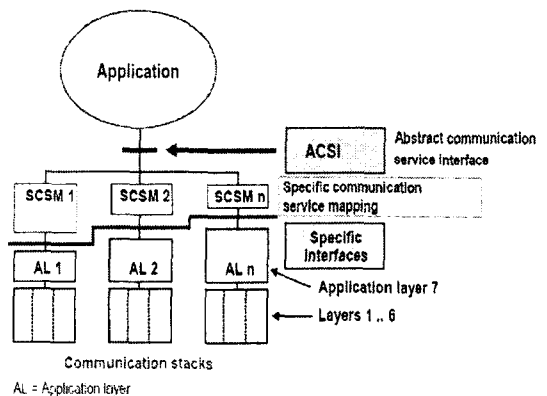 Application
ACSI
Abstract communication
service interface
SCSM 1
SCSM 2
SCSM n
Specific communication
service mapping
Specific
interfaces
AL 1
AL 2
AL n
Application layer 7
Layers 1 .. 6
Communication stacks
AL = Application layer